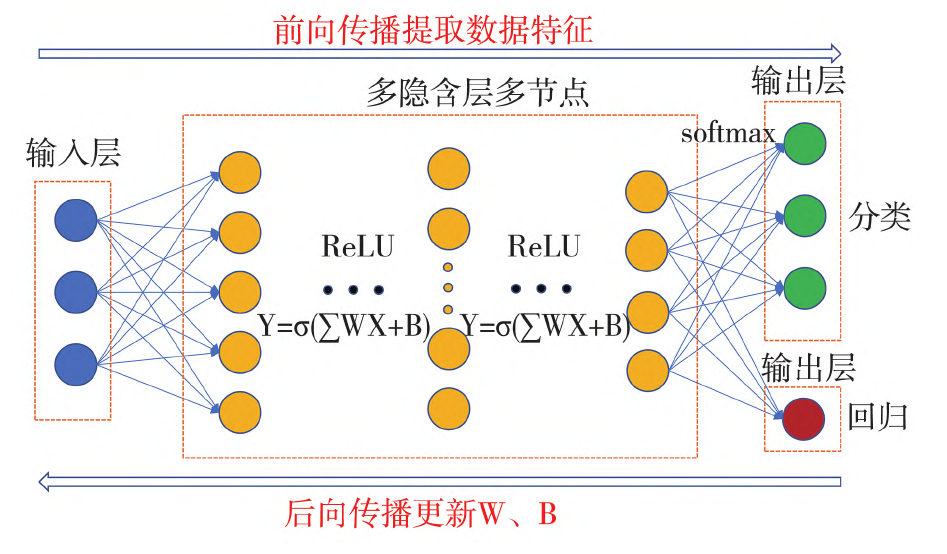 前向传播提取数据特征
输出层
多隐含层多节点
softmax
输入层
分类
ReLU
ReLU
Y=σ(∑WX+B)
Y=σ(∑WX+B)
输出层
回归
后向传播更新W、B